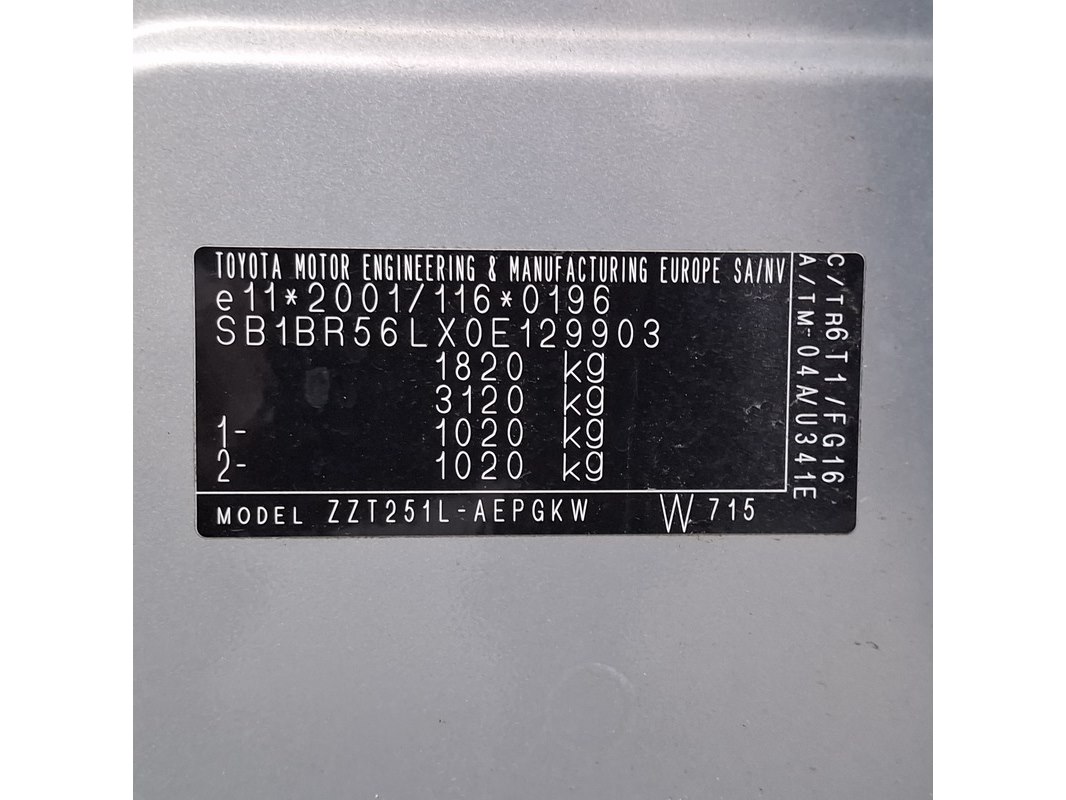 TOYOTA MOTOR ENGINEERING & MANUFACTURING EUROPE SA/NV
e11*2001/116*0196
SB1BR56LX0E129903
1820 kg
3120 kg
1- 1020 kg
2- 1020 kg
MODEL ZZT251L-AEPGKW W 715
C/TR6T1/FG16
A/TM-04A/U341E